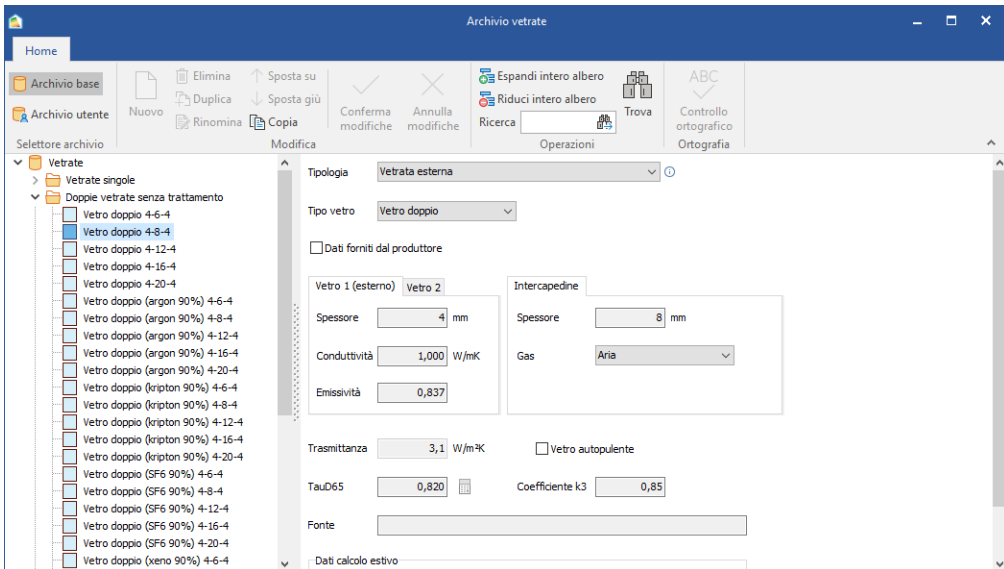 Archivio vetrate
Home
Archivio base
Archivio utente
Selettore archivio
Nuovo
Elimina
Duplica
Rinomina
Sposta su
Sposta giù
Copia
Conferma modifiche
Annulla modifiche
Modifica
Espandi intero albero
Riduci intero albero
Ricerca
Trova
Operazioni
ABC
Controllo ortografico
Ortografia
Vetrate
Vetrate singole
Doppie vetrate senza trattamento
Vetro doppio 4-6-4
Vetro doppio 4-8-4
Vetro doppio 4-12-4
Vetro doppio 4-16-4
Vetro doppio 4-20-4
Vetro doppio (argon 90%) 4-6-4
Vetro doppio (argon 90%) 4-8-4
Vetro doppio (argon 90%) 4-12-4
Vetro doppio (argon 90%) 4-16-4
Vetro doppio (argon 90%) 4-20-4
Vetro doppio (kripton 90%) 4-6-4
Vetro doppio (kripton 90%) 4-8-4
Vetro doppio (kripton 90%) 4-12-4
Vetro doppio (kripton 90%) 4-16-4
Vetro doppio (kripton 90%) 4-20-4
Vetro doppio (SF6 90%) 4-6-4
Vetro doppio (SF6 90%) 4-8-4
Vetro doppio (SF6 90%) 4-12-4
Vetro doppio (SF6 90%) 4-16-4
Vetro doppio (SF6 90%) 4-20-4
Vetro doppio (xeno 90%) 4-6-4
Tipologia Vetrata esterna
Tipo vetro Vetro doppio
Dati forniti dal produttore
Vetro 1 (esterno) Vetro 2
Spessore 4 mm
Conduttività 1,000 W/mK
Emissività 0,837
Intercapedine
Spessore 8 mm
Gas Aria
Trasmittanza 3,1 W/m²K Vetro autopulente
TauD65 0,820 Coefficiente k3 0,85
Fonte
Dati calcolo estivo